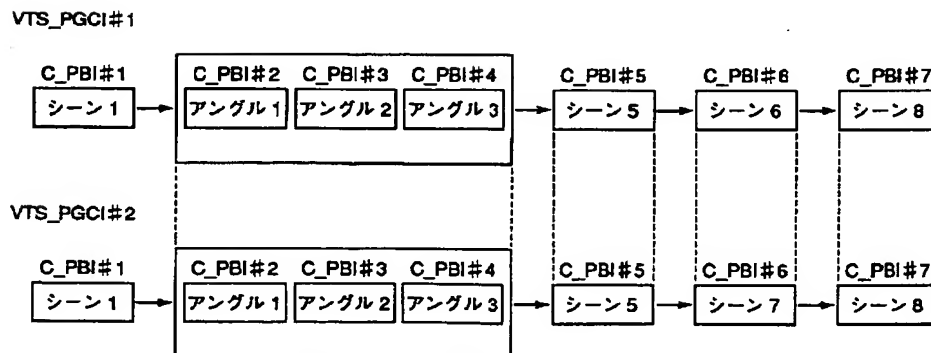 VTS_PGCI#1
C_PBI#1 C_PBI#2 C_PBI#3 C_PBI#4 C_PBI#5 C_PBI#6 C_PBI#7
シーン1 アングル1 アングル2 アングル3 シーン5 シーン6 シーン8
VTS_PGCI#2
C_PBI#1 C_PBI#2 C_PBI#3 C_PBI#4 C_PBI#5 C_PBI#6 C_PBI#7
シーン1 アングル1 アングル2 アングル3 シーン5 シーン7 シーン8